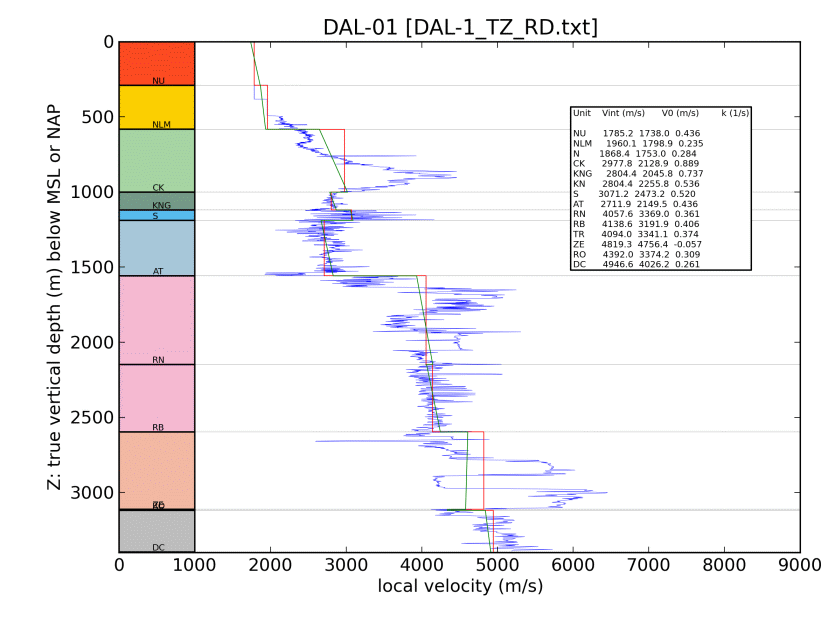 DAL-01 [DAL-1_TZ_RD.txt]
Z: true vertical depth (m) below MSL or NAP
0
500
1000
1500
2000
2500
3000
NU
NLM
CK
KNG
S
AT
RN
RB
ZE
DC
Unit Vint (m/s) V0 (m/s) k (1/s)
NU 1785.2 1738.0 0.436
NLM 1960.1 1798.9 0.235
N 1868.4 1753.0 0.284
CK 2977.8 2128.9 0.889
KNG 2804.4 2045.8 0.737
KN 2804.4 2255.8 0.536
S 3071.2 2473.2 0.520
AT 2711.9 2149.5 0.436
RN 4057.6 3369.0 0.361
RB 4138.6 3191.9 0.406
TR 4094.0 3341.1 0.374
ZE 4819.3 4756.4 -0.057
RO 4392.0 3374.2 0.309
DC 4946.6 4026.2 0.261
0 1000 2000 3000 4000 5000 6000 7000 8000 9000
local velocity (m/s)